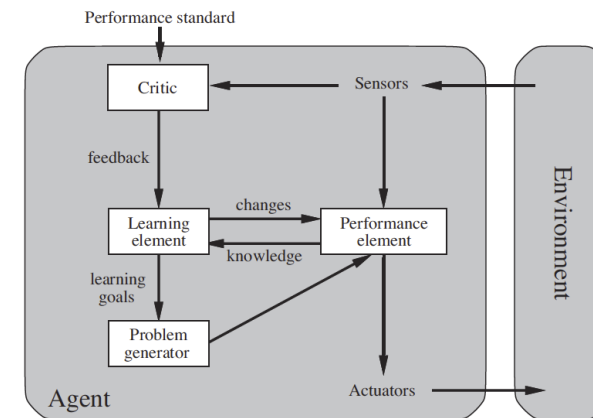 Performance standard
Critic
Sensors
feedback
changes
Learning
element
Performance
element
knowledge
learning
goals
Problem
generator
Agent
Actuators
Environment